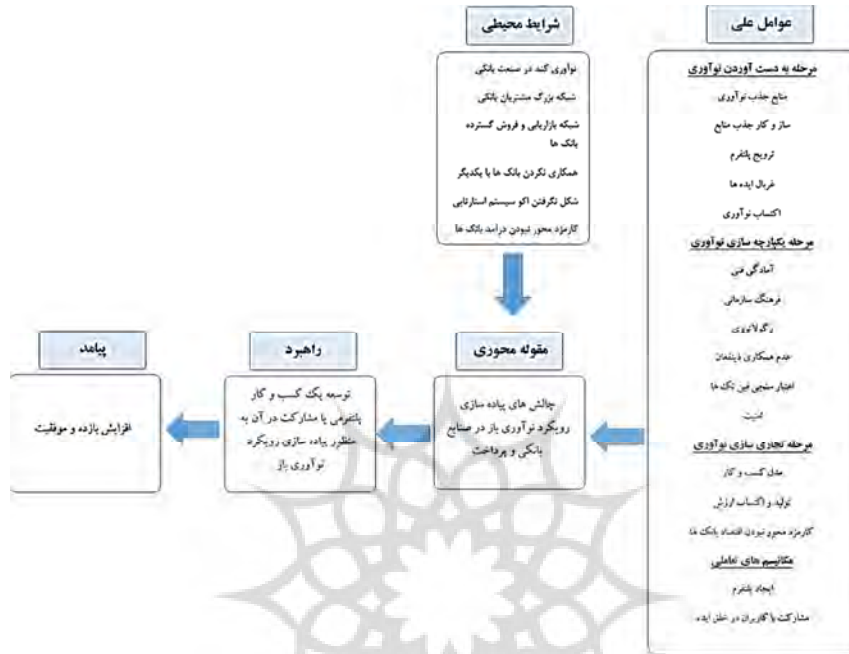 عوامل علی
مرحله به دست آوردن نوآوری
منابع جذب نوآوری
ساز و کار جذب منابع
ترویج پلتفرم
غربال ایده ها
اکتساب نوآوری
مرحله یکپارچه سازی نوآوری
آمادگی فنی
فرهنگ سازمانی
رگولاتوری
عدم همکاری ذینفعان
اعتبار سنجی فین تک ها
امنیت
مرحله تجاری سازی نوآوری
مدل کسب و کار
تولید و اکتساب ارزش
کارمزد محور نبودن اقتصاد بانک ها
مکانیسم های تعاملی
ایجاد پلتفرم
مشارکت با کاربران در خلق ایده
شرایط محیطی
نوآوری کند در صنعت بانکی
شبکه بزرگ مشتریان بانکی
شبکه بازاریابی و فروش گسترده
بانک ها
همکاری نکردن بانک ها با یکدیگر
شکل نگرفتن اکو سیستم استارتاپی
کارمزد محور نبودن درآمد بانک ها
مقوله محوری
چالش های پیاده سازی
رویکرد نوآوری باز در صنایع
بانکی و پرداخت
راهبرد
توسعه یک کسب و کار
پلتفرمی یا مشارکت در آن به
منظور پیاده سازی رویکرد
نوآوری باز
پیامد
افزایش بازده و موفقیت